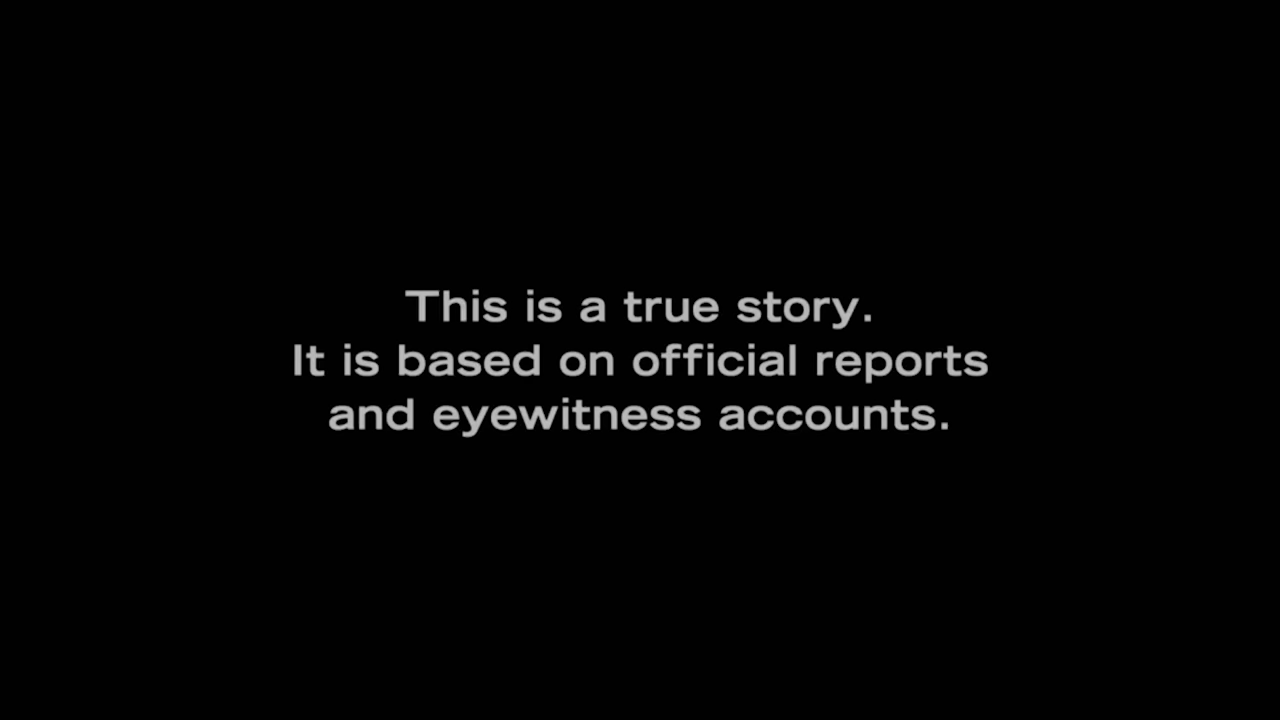 This is a true story.
It is based on official reports
and eyewitness accounts.